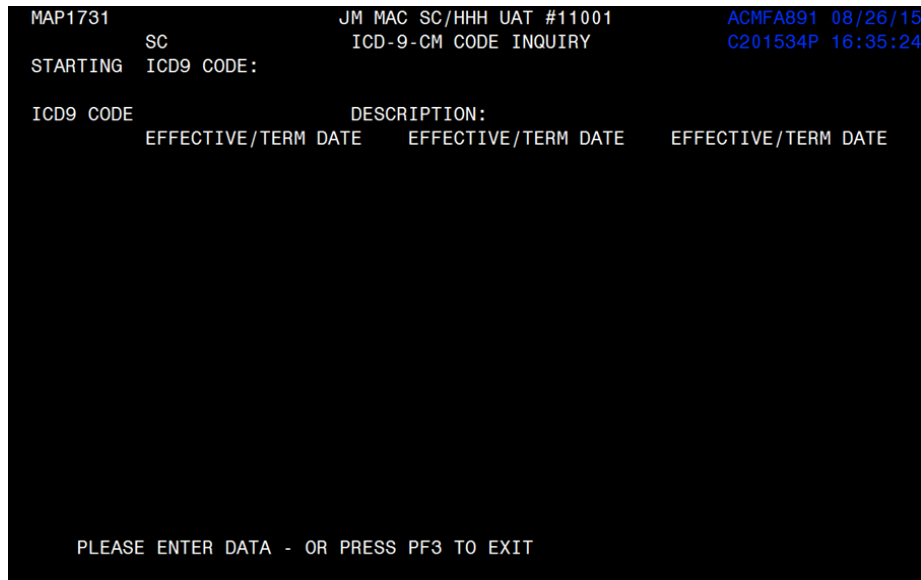 MAP1731 JM MAC SC/HHH UAT #11001 ACMFA891 08/26/15
SC ICD-9-CM CODE INQUIRY C201534P 16:35:24
STARTING ICD9 CODE:
ICD9 CODE DESCRIPTION:
EFFECTIVE/TERM DATE EFFECTIVE/TERM DATE EFFECTIVE/TERM DATE
PLEASE ENTER DATA - OR PRESS PF3 TO EXIT